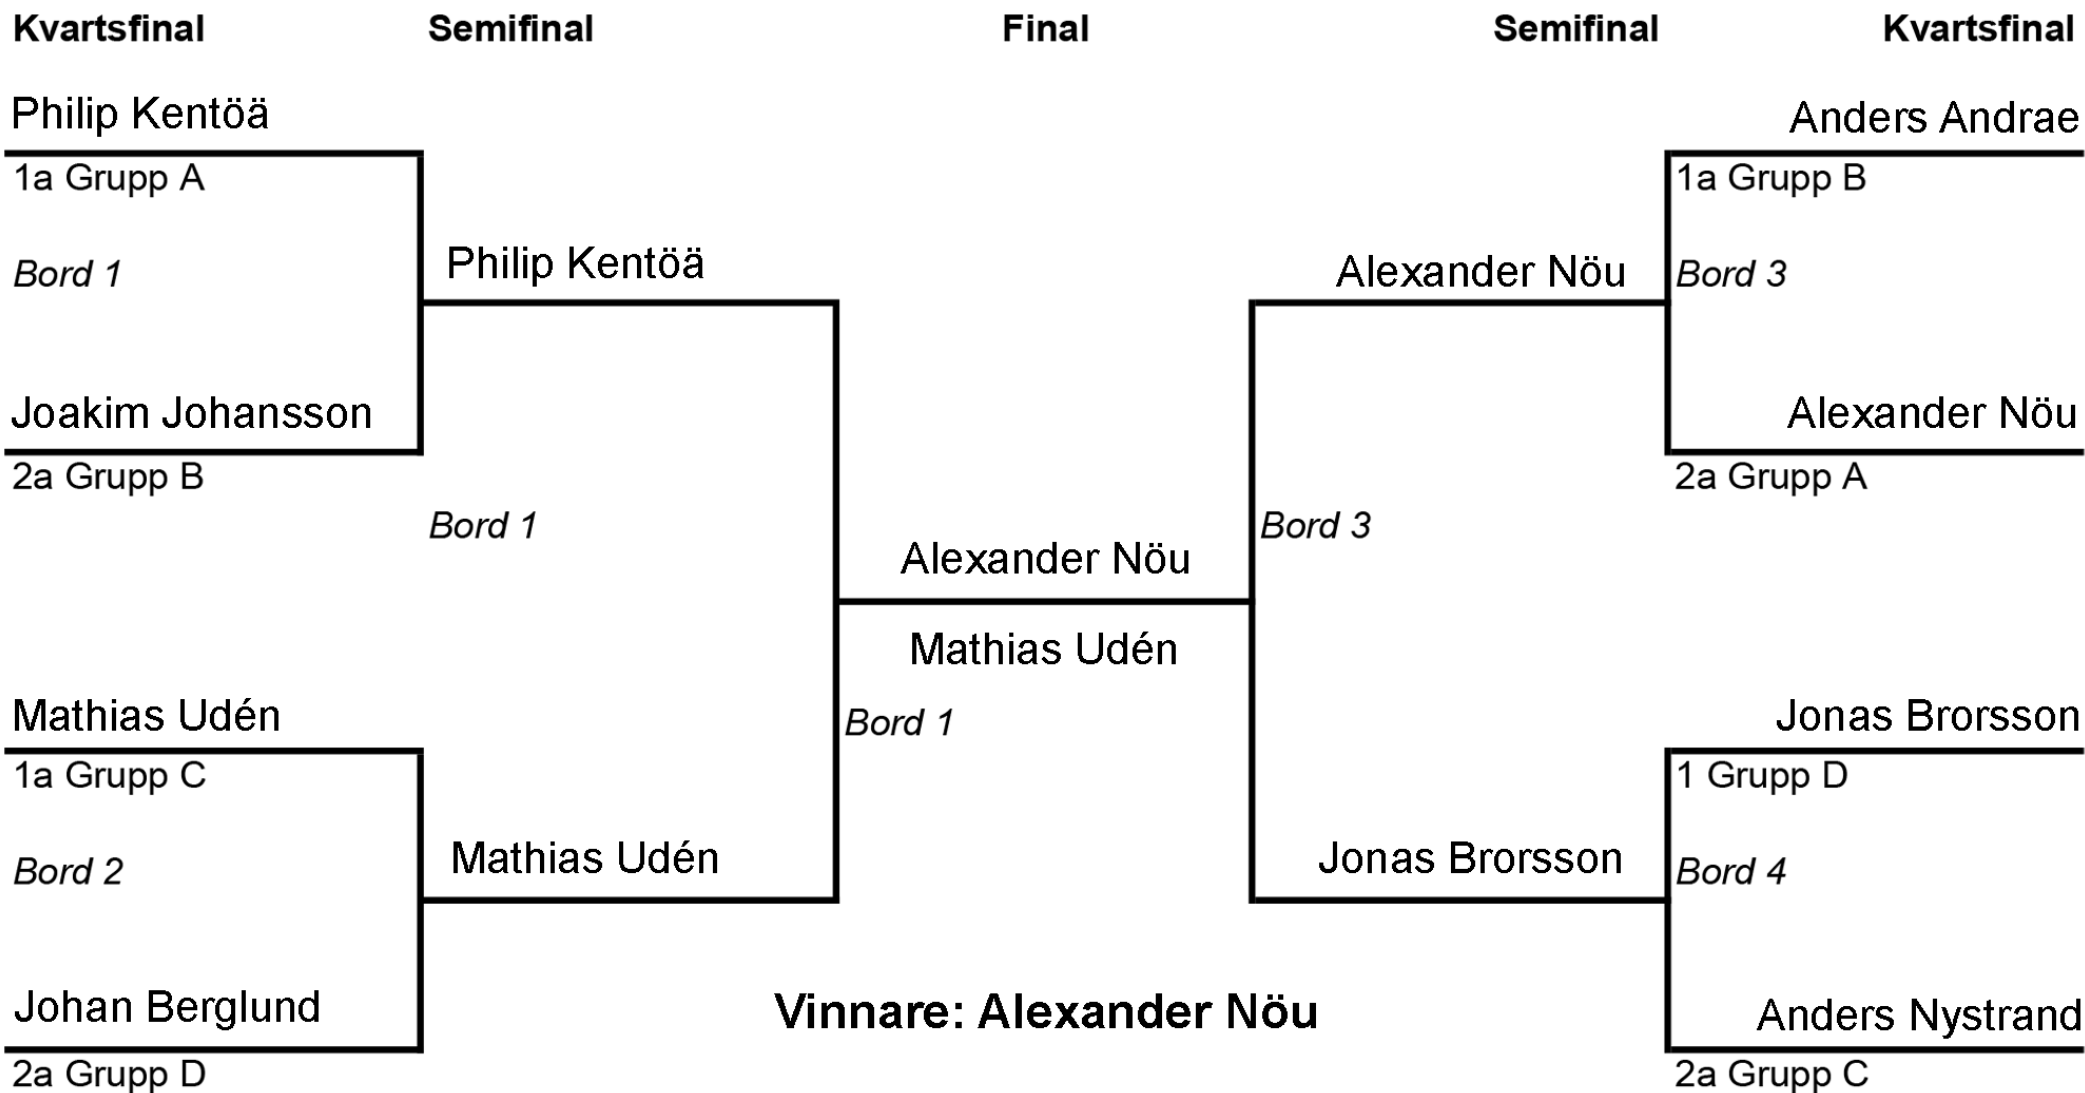 Kvartsfinal Semifinal Final Semifinal Kvartsfinal
Philip Kentöä
1a Grupp A
Bord 1
Joakim Johansson
2a Grupp B
Mathias Udén
1a Grupp C
Bord 2
Johan Berglund
2a Grupp D
Philip Kentöä
Bord 1
Mathias Udén
Alexander Nöu
Mathias Udén
Bord 1
Vinnare: Alexander Nöu
Alexander Nöu
Bord 3
Jonas Brorsson
Anders Andrae
1a Grupp B
Bord 3
Alexander Nöu
2a Grupp A
Jonas Brorsson
1 Grupp D
Bord 4
Anders Nystrand
2a Grupp C